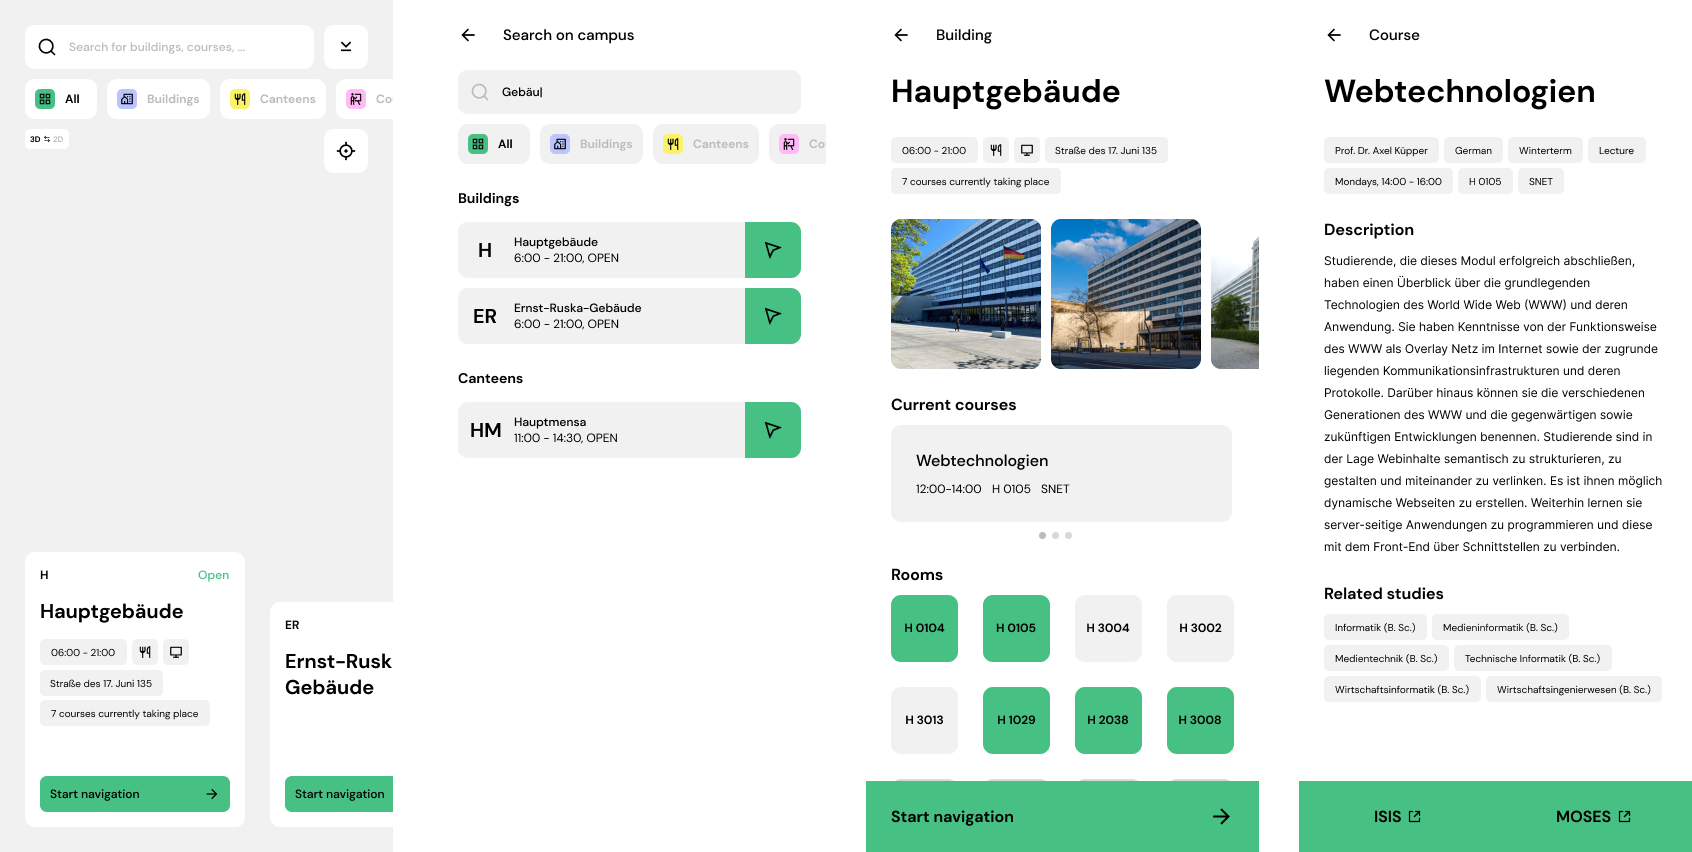 Search for buildings, courses, ...
All
Buildings
Canteens
Co
3D ⇆ 2D
H
Open
Hauptgebäude
06:00 - 21:00
Straße des 17. Juni 135
7 courses currently taking place
Start navigation
ER
Ernst-Rusk
Gebäude
Start navigation
Search on campus
Gebäu|
All
Buildings
Canteens
Co
Buildings
H
Hauptgebäude
6:00 - 21:00, OPEN
ER
Ernst-Ruska-Gebäude
6:00 - 21:00, OPEN
Canteens
HM
Hauptmensa
11:00 - 14:30, OPEN
Building
Hauptgebäude
06:00 - 21:00
Straße des 17. Juni 135
7 courses currently taking place
Current courses
Webtechnologien
12:00-14:00 H 0105 SNET
Rooms
H 0104 H 0105 H 3004 H 3002
H 3013 H 1029 H 2038 H 3008
Start navigation
Course
Webtechnologien
Prof. Dr. Axel Küpper German Winterterm Lecture
Mondays, 14:00 - 16:00 H 0105 SNET
Description
Studierende, die dieses Modul erfolgreich abschließen,
haben einen Überblick über die grundlegenden
Technologien des World Wide Web (WWW) und deren
Anwendung. Sie haben Kenntnisse von der Funktionsweise
des WWW als Overlay Netz im Internet sowie der zugrunde
liegenden Kommunikationsinfrastrukturen und deren
Protokolle. Darüber hinaus können sie die verschiedenen
Generationen des WWW und die gegenwärtigen sowie
zukünftigen Entwicklungen benennen. Studierende sind in
der Lage Webinhalte semantisch zu strukturieren, zu
gestalten und miteinander zu verlinken. Es ist ihnen möglich
dynamische Webseiten zu erstellen. Weiterhin lernen sie
server-seitige Anwendungen zu programmieren und diese
mit dem Front-End über Schnittstellen zu verbinden.
Related studies
Informatik (B. Sc.) Medieninformatik (B. Sc.)
Medientechnik (B. Sc.) Technische Informatik (B. Sc.)
Wirtschaftsinformatik (B. Sc.) Wirtschaftsingenierwesen (B. Sc.)
ISIS MOSES